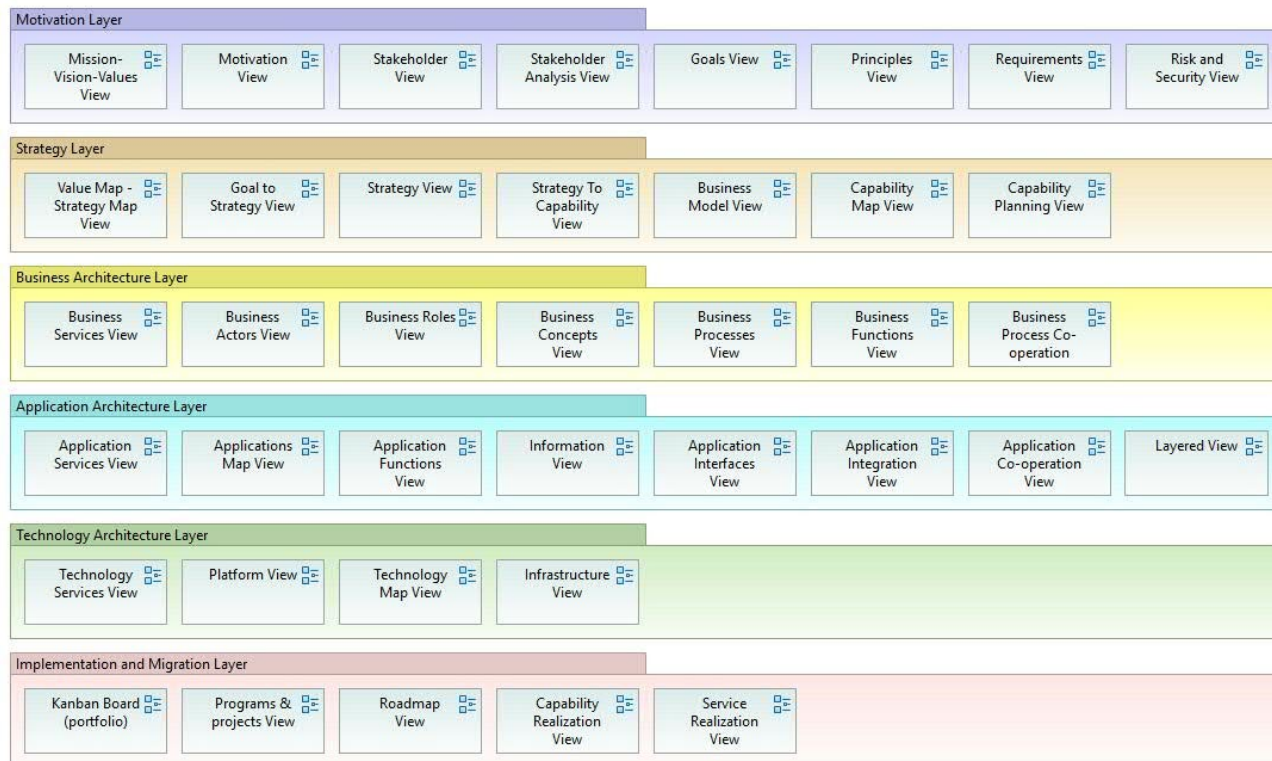 Motivation Layer
Mission-
Vision-Values
View
Motivation
View
Stakeholder
View
Stakeholder
Analysis View
Goals View
Principles
View
Requirements
View
Risk and
Security View
Strategy Layer
Value Map -
Strategy Map
View
Goal to
Strategy View
Strategy View
Strategy To
Capability
View
Business
Model View
Capability
Map View
Capability
Planning View
Business Architecture Layer
Business
Services View
Business
Actors View
Business Roles
View
Business
Concepts
View
Business
Processes
View
Business
Functions
View
Business
Process Co-
operation
Application Architecture Layer
Application
Services View
Applications
Map View
Application
Functions
View
Information
View
Application
Interfaces
View
Application
Integration
View
Application
Co-operation
View
Layered View
Technology Architecture Layer
Technology
Services View
Platform View
Technology
Map View
Infrastructure
View
Implementation and Migration Layer
Kanban Board
(portfolio)
Programs &
projects View
Roadmap
View
Capability
Realization
View
Service
Realization
View